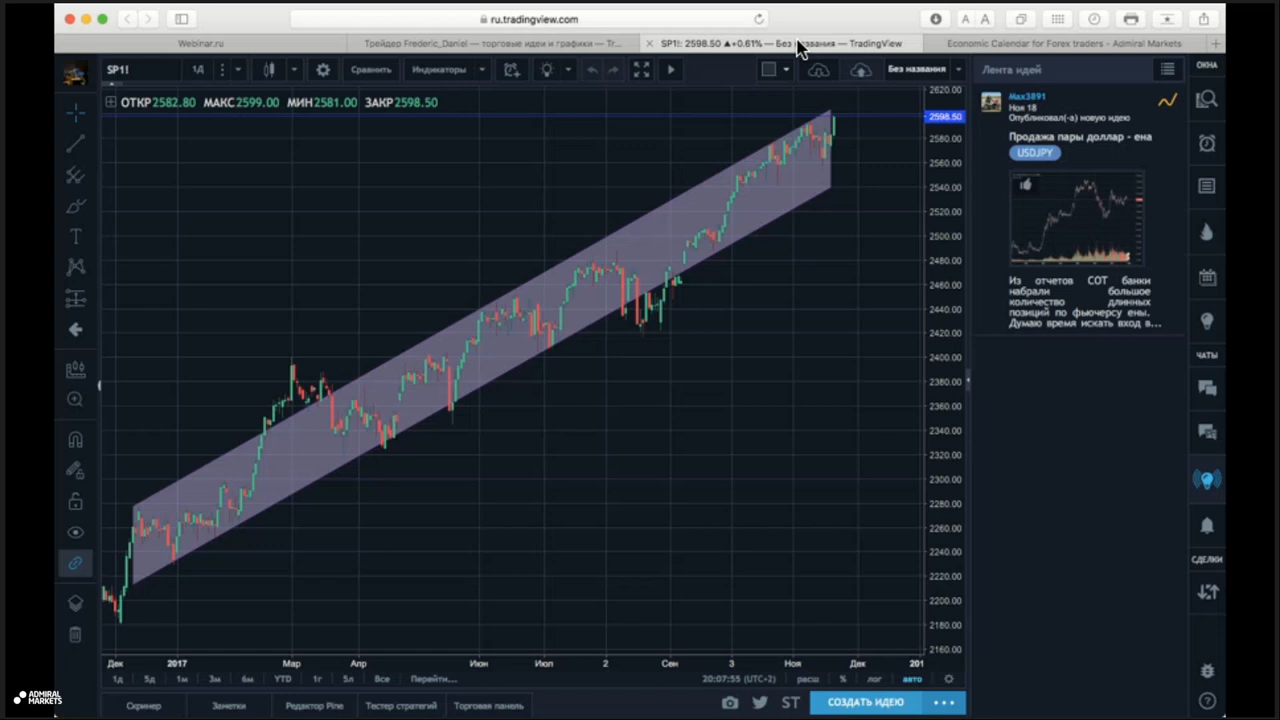 ru.tradingview.com
A A
Webinar.ru
Трейдер Frederic_Daniel — торговые идеи и графики — Tr...
SP1!: 2598.50 ▲+0.61% — Без названия — TradingView
Economic Calendar for Forex traders - Admiral Markets
SP1!
1Д
Сравнить
Индикаторы
Без названия
Лента идей
ОКНА
ОТКР2582.80 МАКС2599.00 МИН2581.00 ЗАКР2598.50
Max3891
Ноя 18
Опубликовал(-а) новую идею
Продажа пары доллар - ена
USDJPY
Из отчетов COT банки
набрали большое
количество длинных
позиций по фьючерсу ены.
Думаю время искать вход в...
ЧАТЫ
СДЕЛКИ
2620.00
2598.50
2580.00
2560.00
2540.00
2520.00
2500.00
2480.00
2460.00
2440.00
2420.00
2400.00
2380.00
2360.00
2340.00
2320.00
2300.00
2280.00
2260.00
2240.00
2220.00
2200.00
2180.00
2160.00
Дек 2017 Мар Апр Июн Июл 2 Сен 3 Ноя Дек 201
1д 5д 1м 3м 6м YTD 1г 5л Все Перейти...
20:07:55 (UTC+2) расш % лог авто
Скринер Заметки Редактор Pine Тестер стратегий Торговая панель
ST
СОЗДАТЬ ИДЕЮ
ADMIRAL
MARKETS